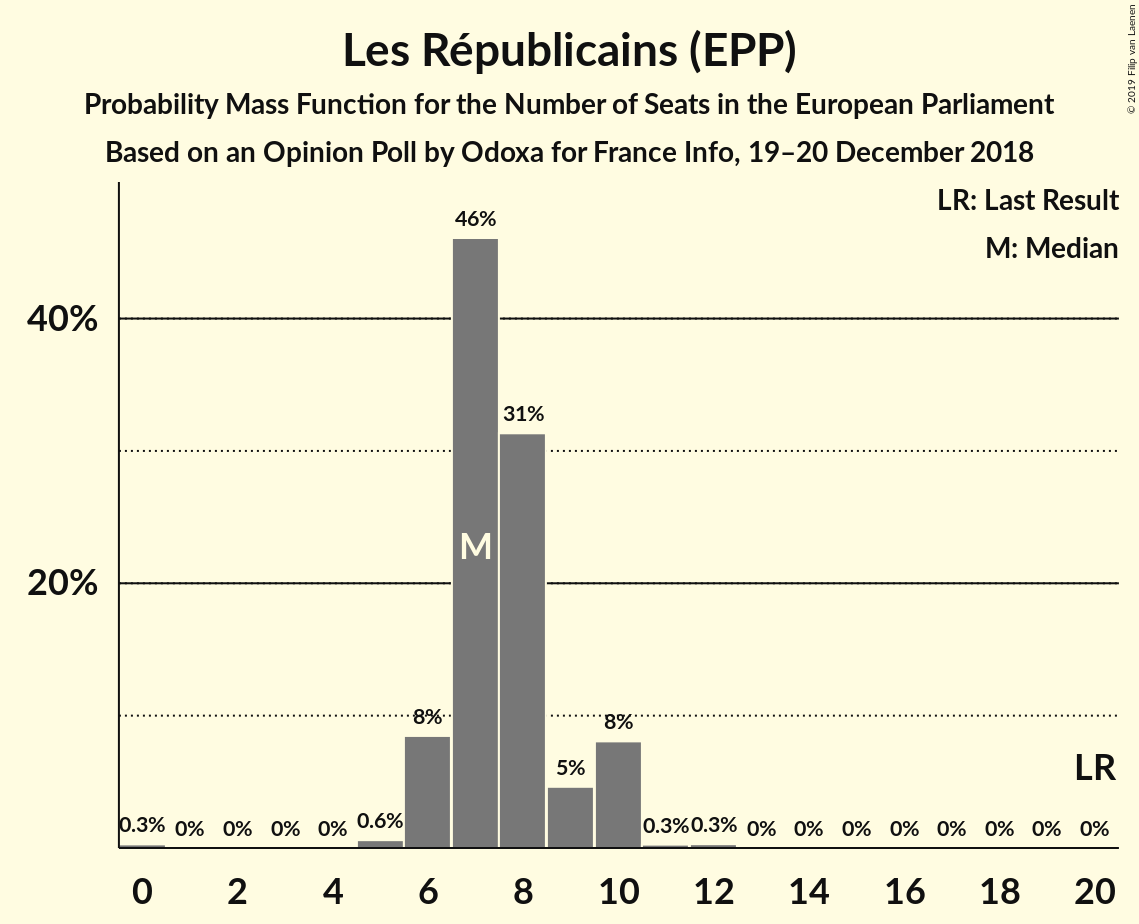 Les Républicains (EPP)
Probability Mass Function for the Number of Seats in the European Parliament
Based on an Opinion Poll by Odoxa for France Info, 19–20 December 2018
© 2019 Filip van Laenen
LR: Last Result
M: Median
46%
40%
31%
M
20%
8%
8%
5%
LR
0.3% 0% 0% 0% 0% 0.6% 0.3% 0.3% 0% 0% 0% 0% 0% 0% 0% 0%
0 2 4 6 8 10 12 14 16 18 20